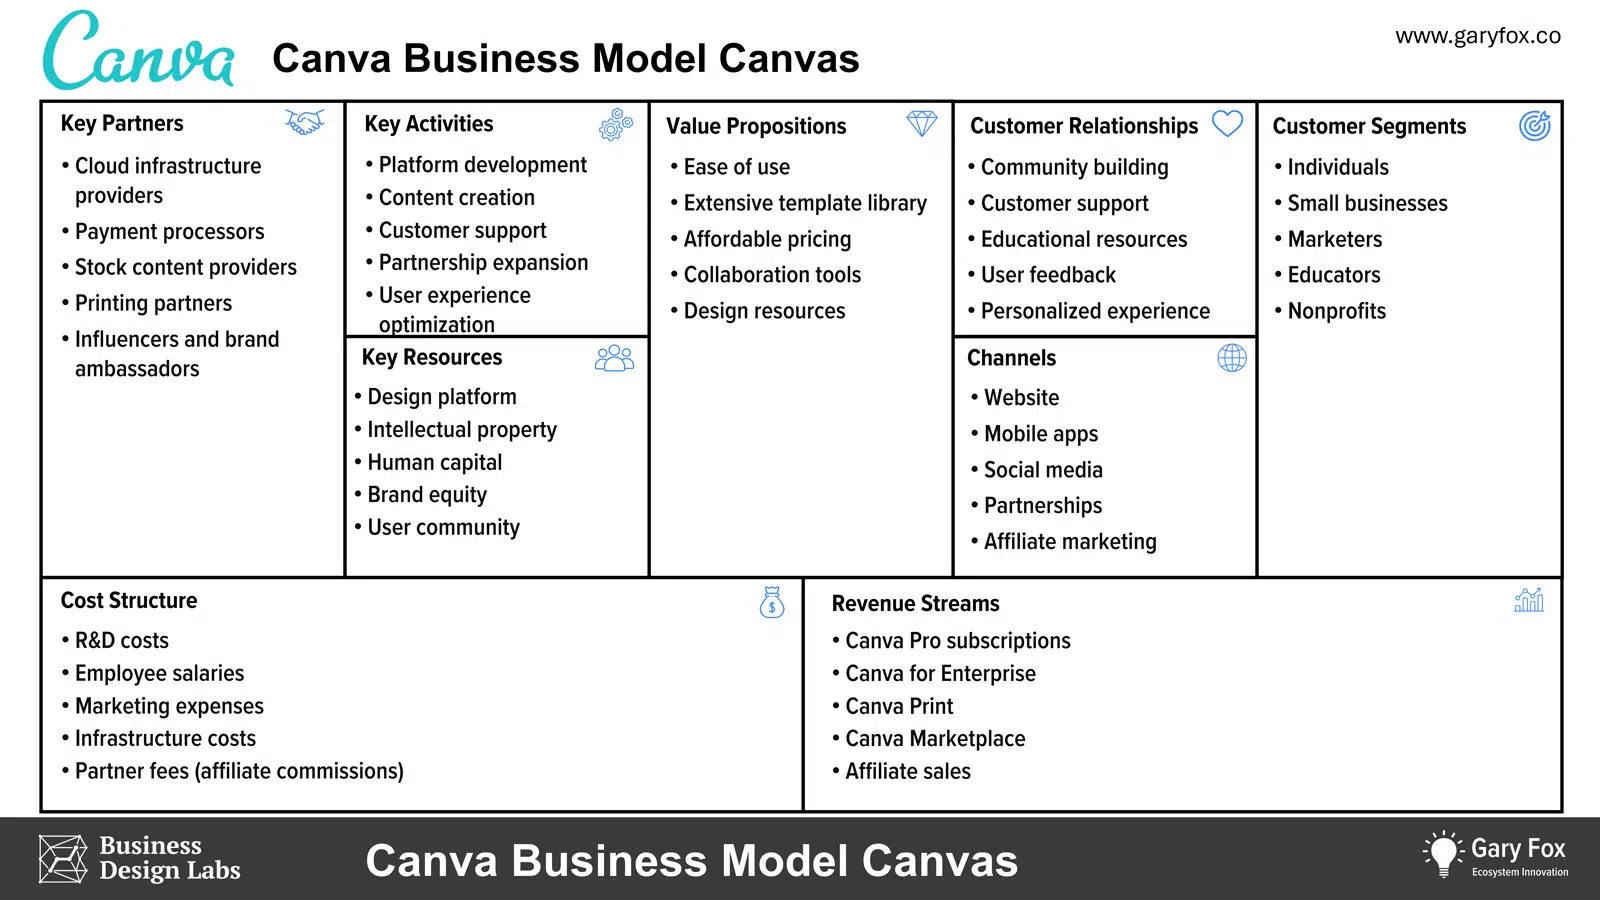 Canva
Canva Business Model Canvas
www.garyfox.co
Key Partners
• Cloud infrastructure
providers
• Payment processors
• Stock content providers
• Printing partners
• Influencers and brand
ambassadors
Key Activities
• Platform development
• Content creation
• Customer support
• Partnership expansion
• User experience
optimization
Key Resources
• Design platform
• Intellectual property
• Human capital
• Brand equity
• User community
Value Propositions
• Ease of use
• Extensive template library
• Affordable pricing
• Collaboration tools
• Design resources
Customer Relationships
• Community building
• Customer support
• Educational resources
• User feedback
• Personalized experience
Channels
• Website
• Mobile apps
• Social media
• Partnerships
• Affiliate marketing
Customer Segments
• Individuals
• Small businesses
• Marketers
• Educators
• Nonprofits
Cost Structure
$
• R&D costs
• Employee salaries
• Marketing expenses
• Infrastructure costs
• Partner fees (affiliate commissions)
Revenue Streams
• Canva Pro subscriptions
• Canva for Enterprise
• Canva Print
• Canva Marketplace
• Affiliate sales
Business
Design Labs
Canva Business Model Canvas
Gary Fox
Ecosystem Innovation